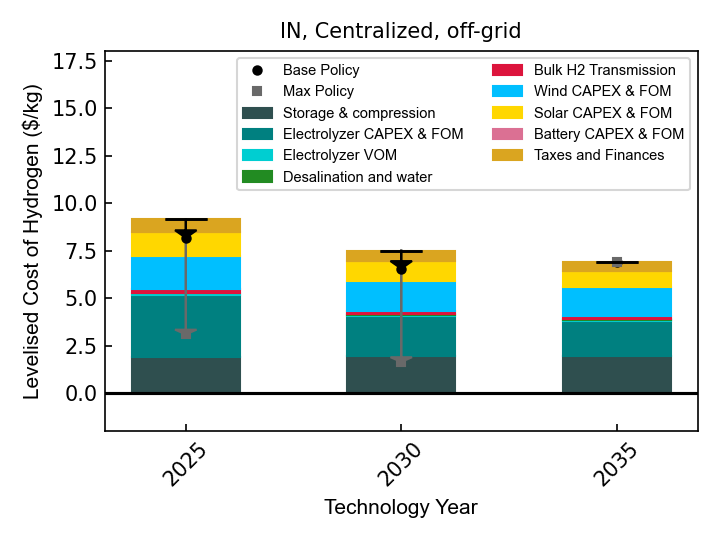 IN, Centralized, off-grid
Base Policy
Max Policy
Storage & compression
Electrolyzer CAPEX & FOM
Electrolyzer VOM
Desalination and water
Bulk H2 Transmission
Wind CAPEX & FOM
Solar CAPEX & FOM
Battery CAPEX & FOM
Taxes and Finances
Levelised Cost of Hydrogen ($/kg)
17.5
15.0
12.5
10.0
7.5
5.0
2.5
0.0
2025
2030
2035
Technology Year